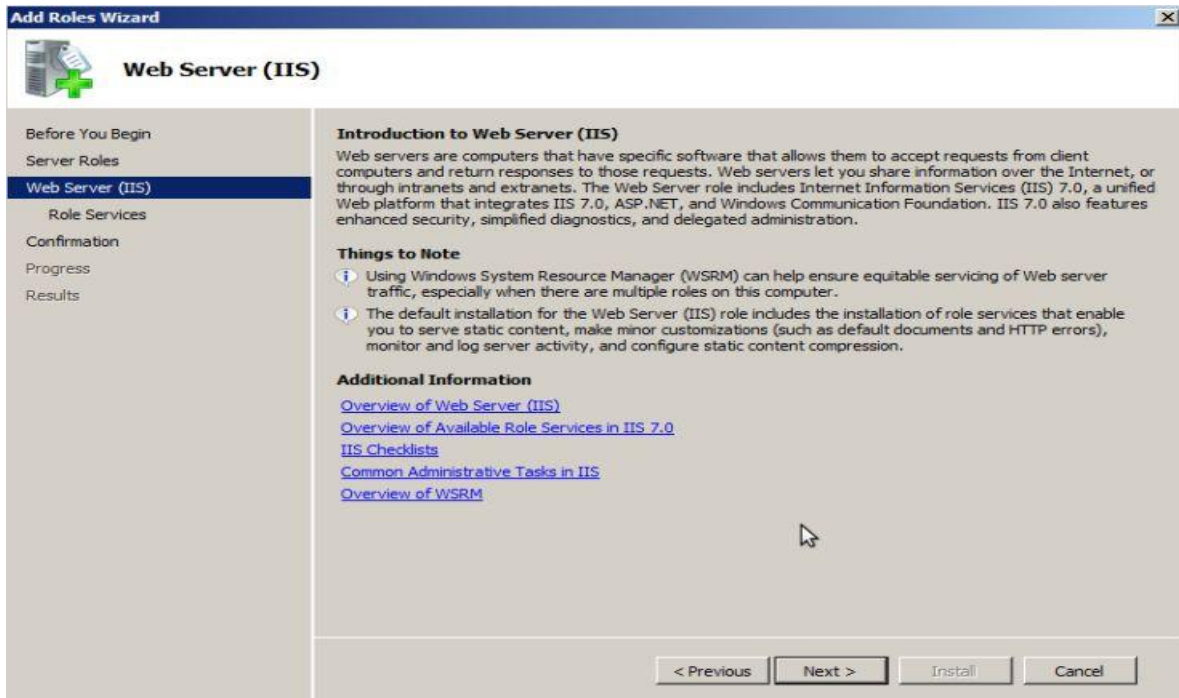 Add Roles Wizard
Web Server (IIS)
Before You Begin
Server Roles
Web Server (IIS)
Role Services
Confirmation
Progress
Results
Introduction to Web Server (IIS)
Web servers are computers that have specific software that allows them to accept requests from client
computers and return responses to those requests. Web servers let you share information over the Internet, or
through intranets and extranets. The Web Server role includes Internet Information Services (IIS) 7.0, a unified
Web platform that integrates IIS 7.0, ASP.NET, and Windows Communication Foundation. IIS 7.0 also features
enhanced security, simplified diagnostics, and delegated administration.
Things to Note
Using Windows System Resource Manager (WSRM) can help ensure equitable servicing of Web server
traffic, especially when there are multiple roles on this computer.
The default installation for the Web Server (IIS) role includes the installation of role services that enable
you to serve static content, make minor customizations (such as default documents and HTTP errors),
monitor and log server activity, and configure static content compression.
Additional Information
Overview of Web Server (IIS)
Overview of Available Role Services in IIS 7.0
IIS Checklists
Common Administrative Tasks in IIS
Overview of WSRM
< Previous
Next >
Install
Cancel